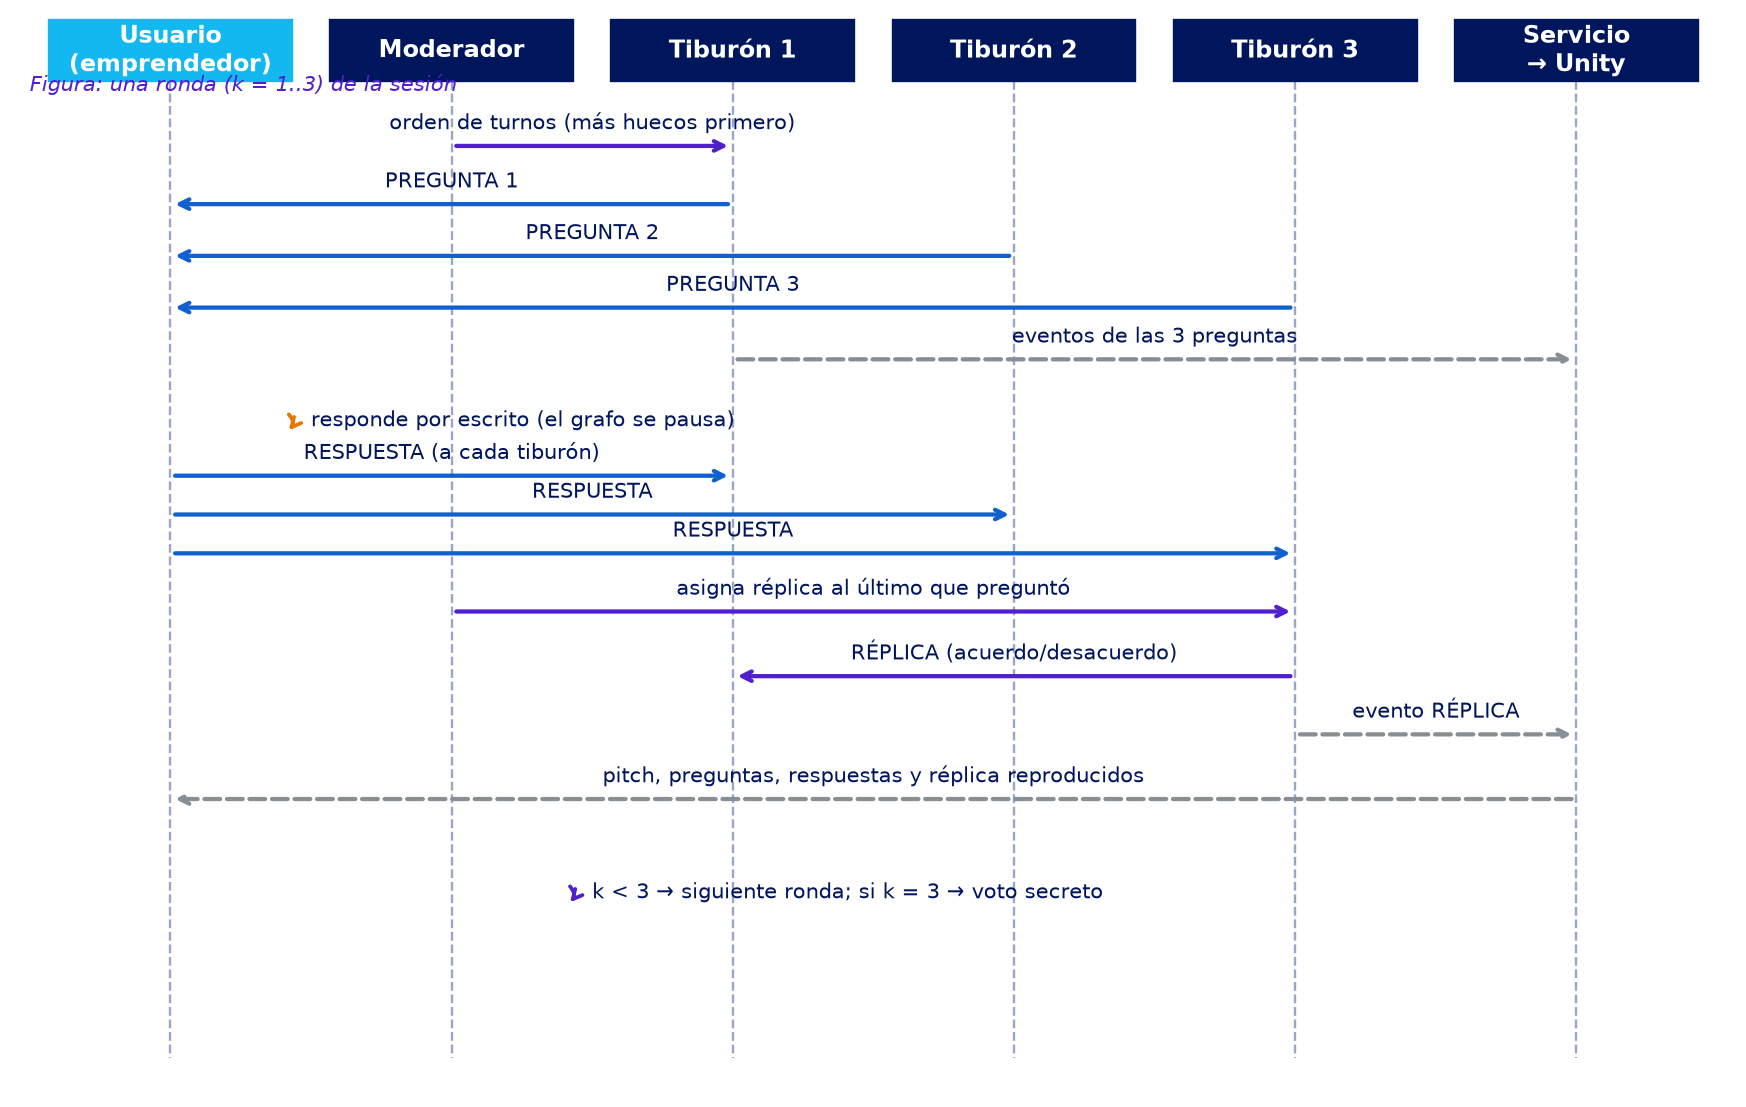 Usuario
(emprendedor)
Moderador
Tiburón 1
Tiburón 2
Tiburón 3
Servicio
→ Unity
Figura: una ronda (k = 1..3) de la sesión
orden de turnos (más huecos primero)
PREGUNTA 1
PREGUNTA 2
PREGUNTA 3
eventos de las 3 preguntas
responde por escrito (el grafo se pausa)
RESPUESTA (a cada tiburón)
RESPUESTA
RESPUESTA
asigna réplica al último que preguntó
RÉPLICA (acuerdo/desacuerdo)
evento RÉPLICA
pitch, preguntas, respuestas y réplica reproducidos
k < 3 → siguiente ronda; si k = 3 → voto secreto